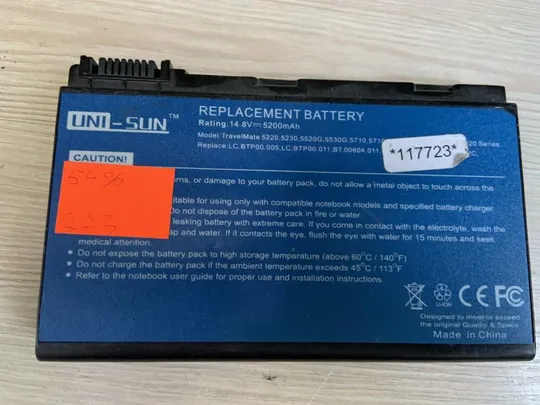 UNI-SUN™
REPLACEMENT BATTERY
Rating:14.8V⎓5200mAh
Model:TravelMate 5220,5230,5520G,5530G,5710,571 20 Series
Replace:LC.BTP00.005,LC.BTP00.011,BT.00604.011
*117723*
CAUTION!
54%
urns, or damage to your battery pack, do not allow a metal object to touch across the
uitable for using only with compatible notebook models and specified battery charger
Do not dispose of the battery pack in fire or water.
leaking battery with extreme care. If you come in contact with the electrolyte, wash the
ap and water. If it contacts the eye, flush the eye with water for 15 minutes and seek
medical attention.
• Do not expose the battery pack to high storage temperature (above 60°C / 140°F)
• Do not charge the battery pack if the ambient temperature exceeds 45°C / 113°F
• Refer to the notebook user guide for proper use and installation instructions
CE FC LI-ION
Designed to meet or exceed
the original Quality & Specs
Made in China